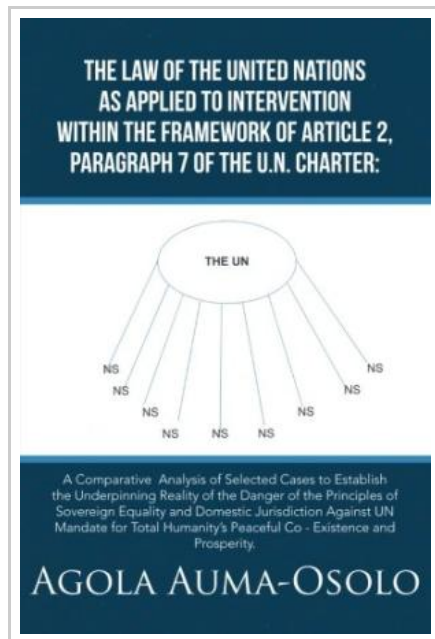 THE LAW OF THE UNITED NATIONS
AS APPLIED TO INTERVENTION
WITHIN THE FRAMEWORK OF ARTICLE 2,
PARAGRAPH 7 OF THE U.N. CHARTER:
THE UN
NS
NS
NS
NS
NS
NS
NS
NS
NS
A Comparative Analysis of Selected Cases to Establish
the Underpinning Reality of the Danger of the Principles of
Sovereign Equality and Domestic Jurisdiction Against UN
Mandate for Total Humanity's Peaceful Co - Existence and
Prosperity.
AGOLA AUMA-OSOLO